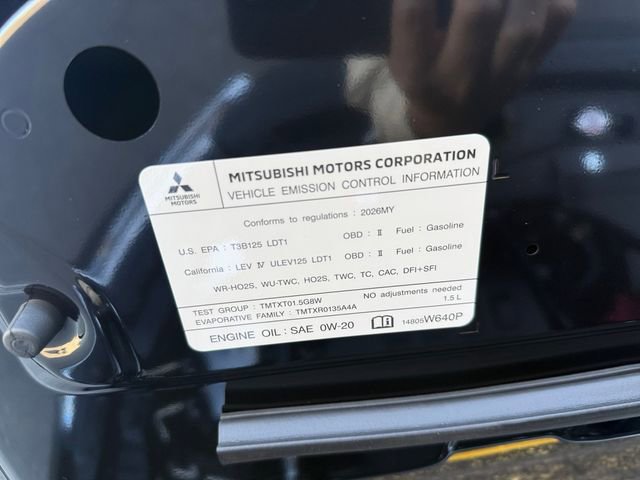 MITSUBISHI MOTORS
MITSUBISHI MOTORS CORPORATION
VEHICLE EMISSION CONTROL INFORMATION
Conforms to regulations : 2026MY
U.S. EPA : T3B125 LDT1 OBD : II Fuel : Gasoline
California : LEV IV ULEV125 LDT1 OBD : II Fuel : Gasoline
WR-HO2S, WU-TWC, HO2S, TWC, TC, CAC, DFI+SFI
TEST GROUP : TMTXT01.5G8W NO adjustments needed
EVAPORATIVE FAMILY : TMTXR0135A4A 1.5 L
ENGINE OIL : SAE 0W-20 14805W640P